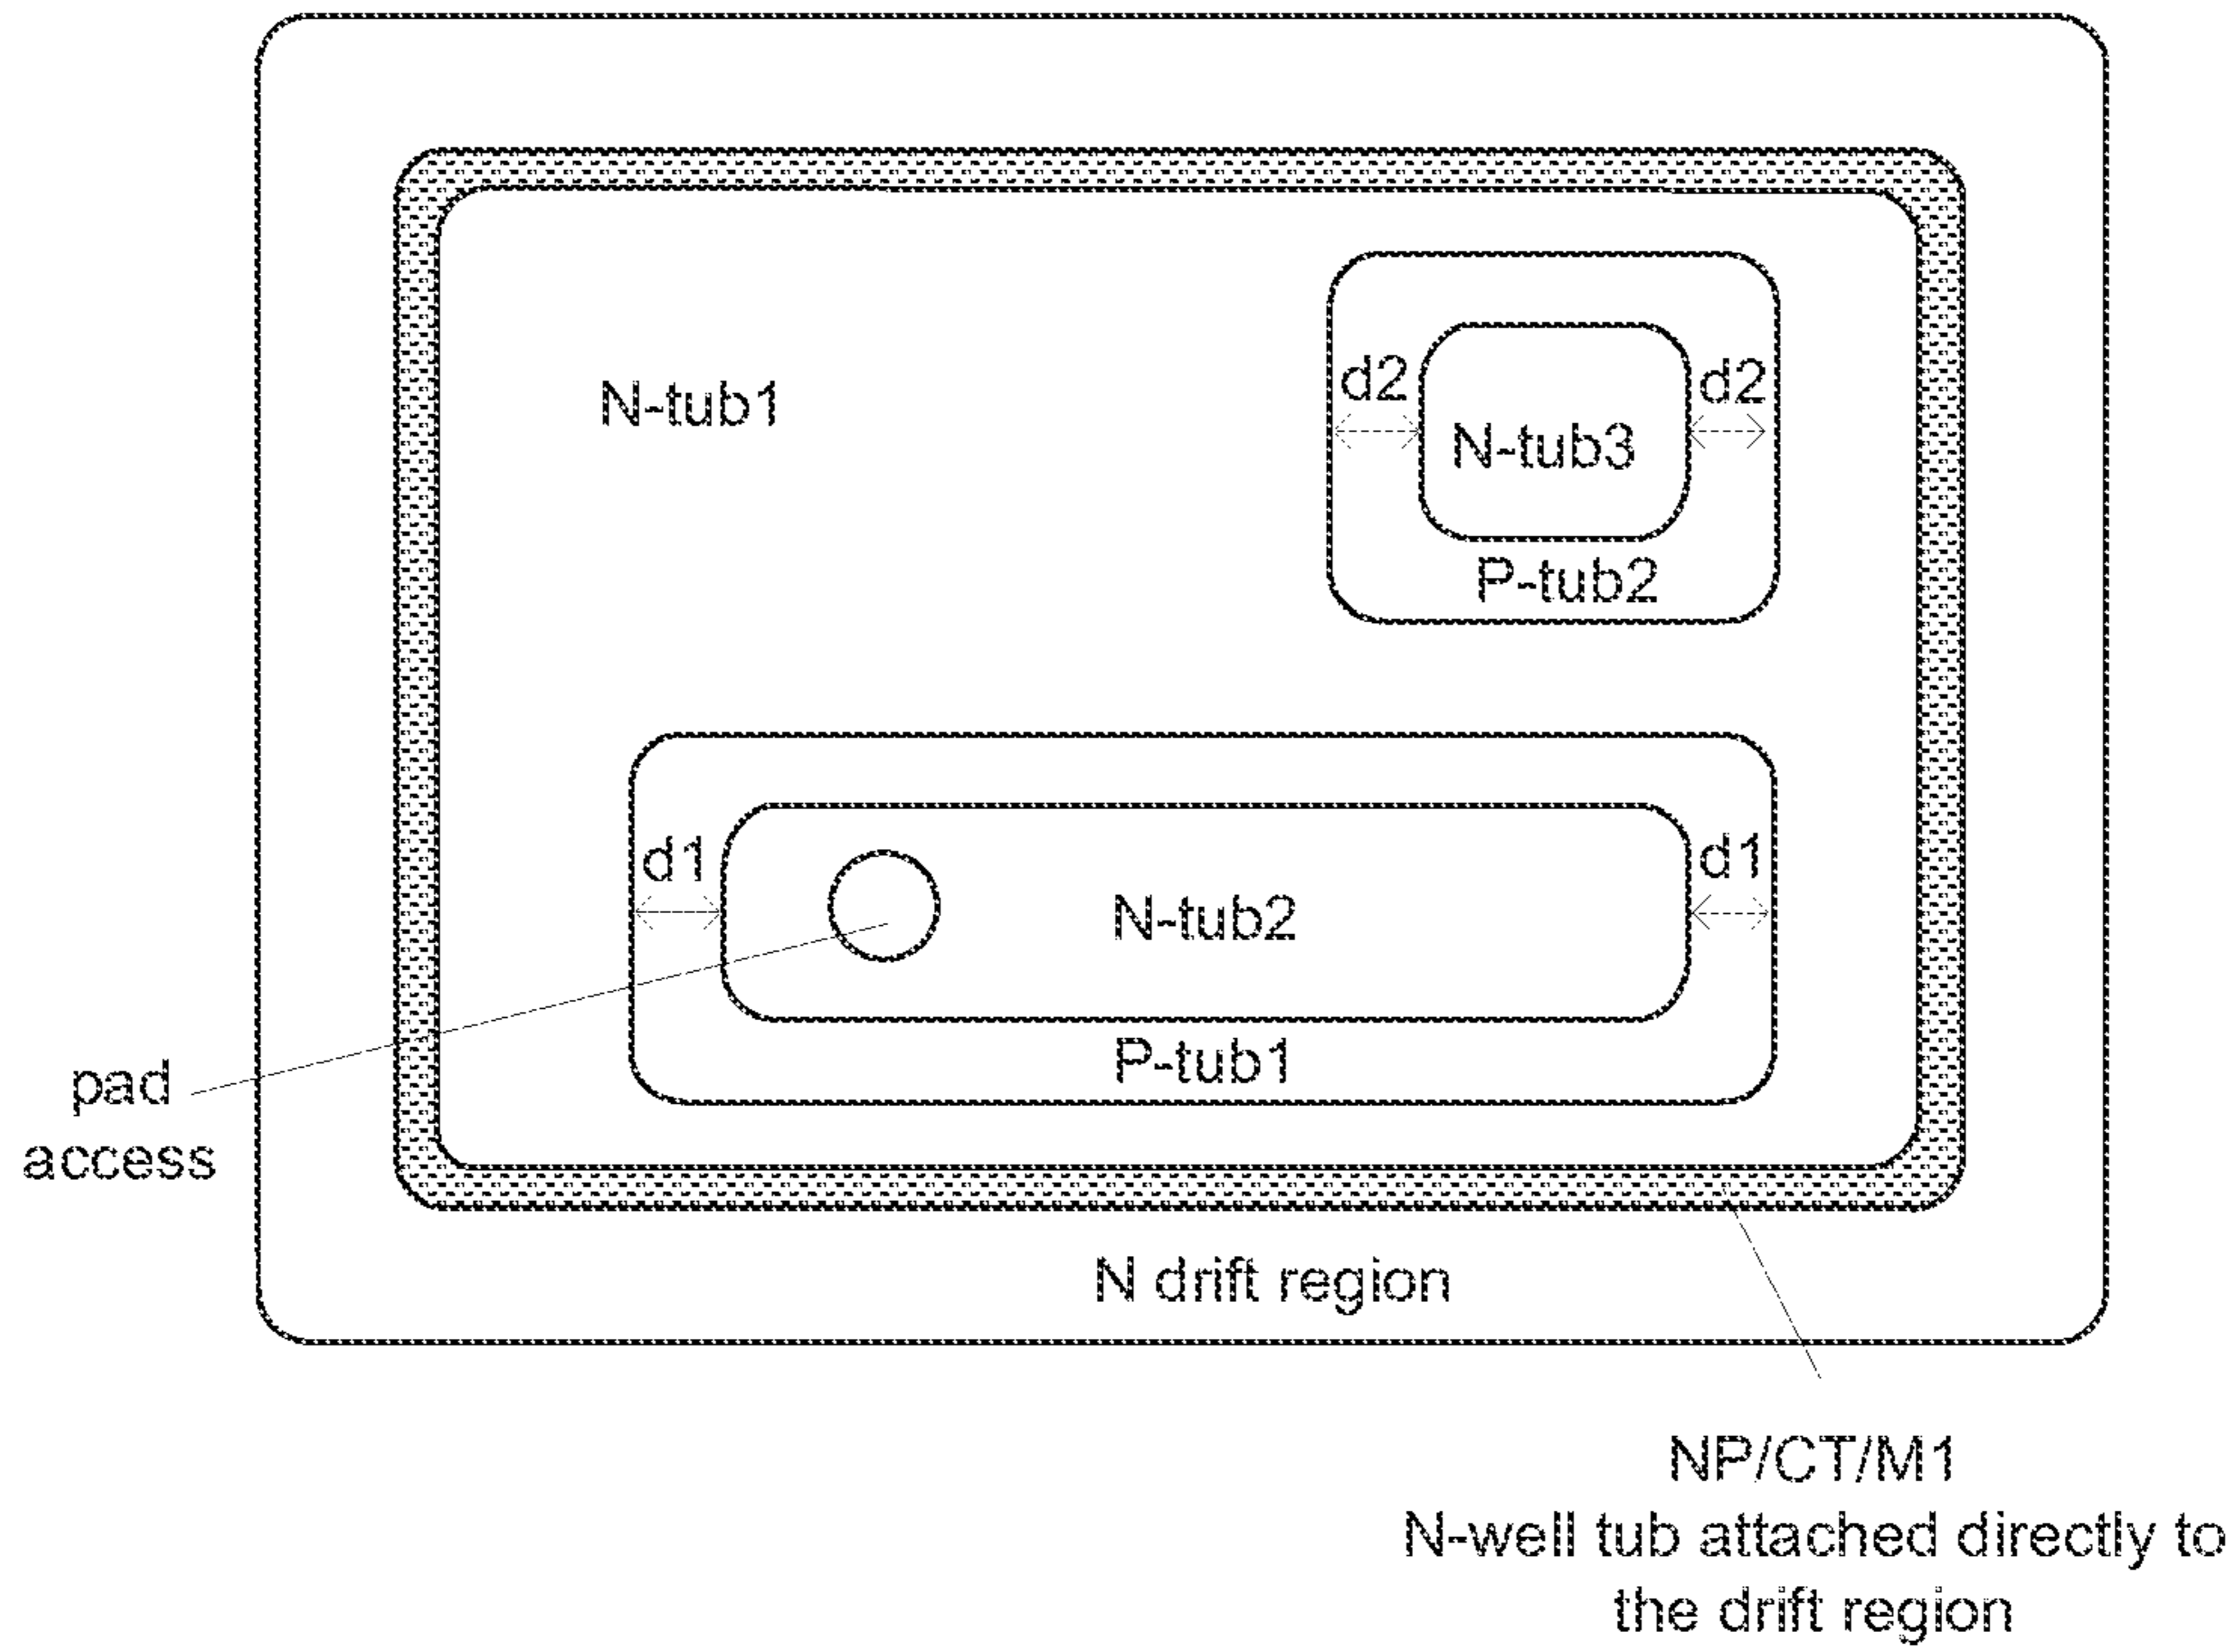 N-tub1
d2
d2
N-tub3
P-tub2
d1
d1
N-tub2
P-tub1
pad
access
N drift region
NP/CT/M1
N-well tub attached directly to
the drift region